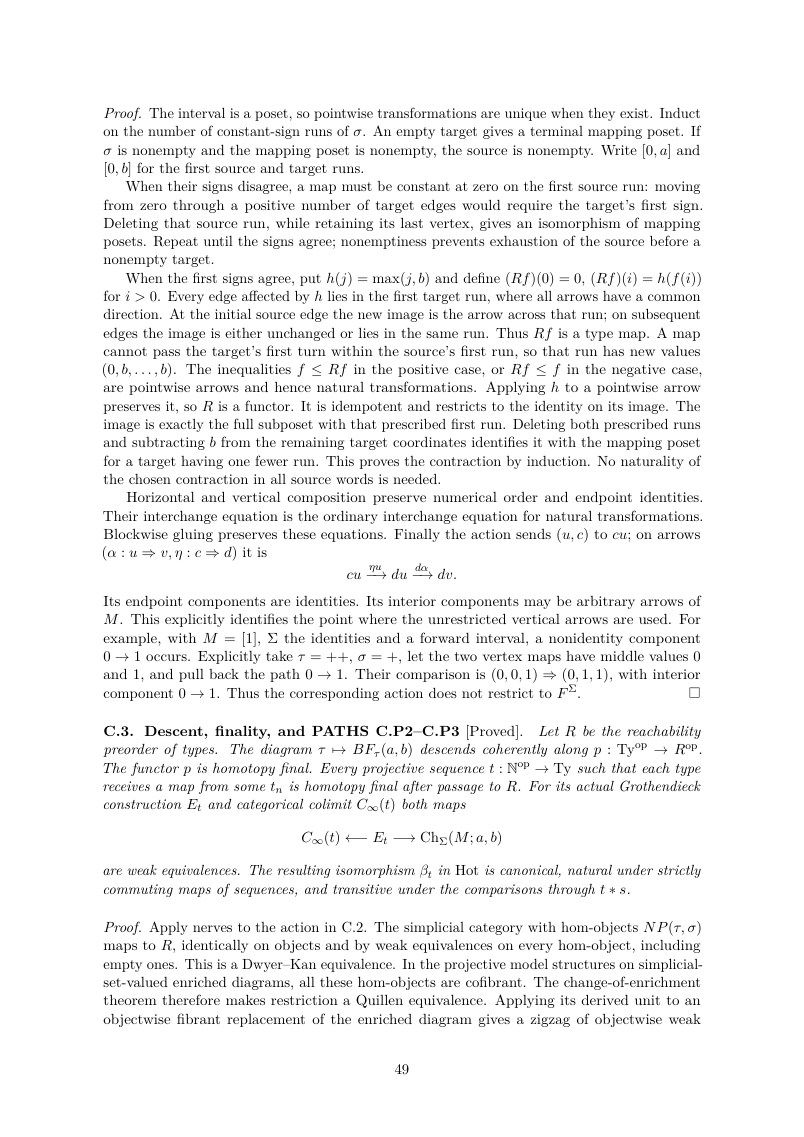 Proof. The interval is a poset, so pointwise transformations are unique when they exist. Induct
on the number of constant-sign runs of σ. An empty target gives a terminal mapping poset. If
σ is nonempty and the mapping poset is nonempty, the source is nonempty. Write [0, a] and
[0, b] for the first source and target runs.
When their signs disagree, a map must be constant at zero on the first source run: moving
from zero through a positive number of target edges would require the target's first sign.
Deleting that source run, while retaining its last vertex, gives an isomorphism of mapping
posets. Repeat until the signs agree; nonemptiness prevents exhaustion of the source before a
nonempty target.
When the first signs agree, put h(j) = max(j, b) and define (Rf)(0) = 0, (Rf)(i) = h(f(i))
for i > 0. Every edge affected by h lies in the first target run, where all arrows have a common
direction. At the initial source edge the new image is the arrow across that run; on subsequent
edges the image is either unchanged or lies in the same run. Thus Rf is a type map. A map
cannot pass the target's first turn within the source's first run, so that run has new values
(0, b, . . . , b). The inequalities f ≤ Rf in the positive case, or Rf ≤ f in the negative case,
are pointwise arrows and hence natural transformations. Applying h to a pointwise arrow
preserves it, so R is a functor. It is idempotent and restricts to the identity on its image. The
image is exactly the full subposet with that prescribed first run. Deleting both prescribed runs
and subtracting b from the remaining target coordinates identifies it with the mapping poset
for a target having one fewer run. This proves the contraction by induction. No naturality of
the chosen contraction in all source words is needed.
Horizontal and vertical composition preserve numerical order and endpoint identities.
Their interchange equation is the ordinary interchange equation for natural transformations.
Blockwise gluing preserves these equations. Finally the action sends (u, c) to cu; on arrows
(α : u ⇒ v, η : c ⇒ d) it is
cu —ηu→ du —dα→ dv.
Its endpoint components are identities. Its interior components may be arbitrary arrows of
M. This explicitly identifies the point where the unrestricted vertical arrows are used. For
example, with M = [1], Σ the identities and a forward interval, a nonidentity component
0 → 1 occurs. Explicitly take τ = ++, σ = +, let the two vertex maps have middle values 0
and 1, and pull back the path 0 → 1. Their comparison is (0, 0, 1) ⇒ (0, 1, 1), with interior
component 0 → 1. Thus the corresponding action does not restrict to F^Σ. □
C.3. Descent, finality, and PATHS C.P2–C.P3 [Proved]. Let R be the reachability
preorder of types. The diagram τ ↦ BF_τ(a, b) descends coherently along p : Ty^op → R^op.
The functor p is homotopy final. Every projective sequence t : ℕ^op → Ty such that each type
receives a map from some t_n is homotopy final after passage to R. For its actual Grothendieck
construction E_t and categorical colimit C_∞(t) both maps
C_∞(t) ⟵ E_t ⟶ Ch_Σ(M; a, b)
are weak equivalences. The resulting isomorphism β_t in Hot is canonical, natural under strictly
commuting maps of sequences, and transitive under the comparisons through t ∗ s.
Proof. Apply nerves to the action in C.2. The simplicial category with hom-objects NP(τ, σ)
maps to R, identically on objects and by weak equivalences on every hom-object, including
empty ones. This is a Dwyer–Kan equivalence. In the projective model structures on simplicial-
set-valued enriched diagrams, all these hom-objects are cofibrant. The change-of-enrichment
theorem therefore makes restriction a Quillen equivalence. Applying its derived unit to an
objectwise fibrant replacement of the enriched diagram gives a zigzag of objectwise weak
49